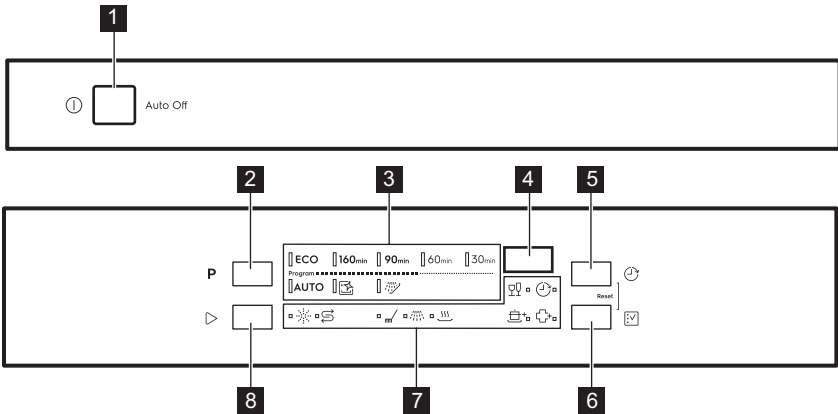 1
Auto Off
2 3 4 5
ECO 160min 90min 60min 30min
P
Program
AUTO
Reset
8 7 6